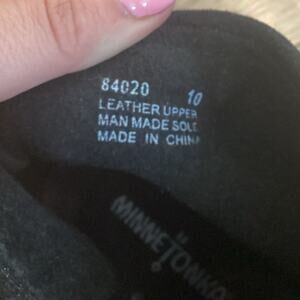 84020 10
LEATHER UPPER
MAN MADE SOLE
MADE IN CHINA
MINNETONKA